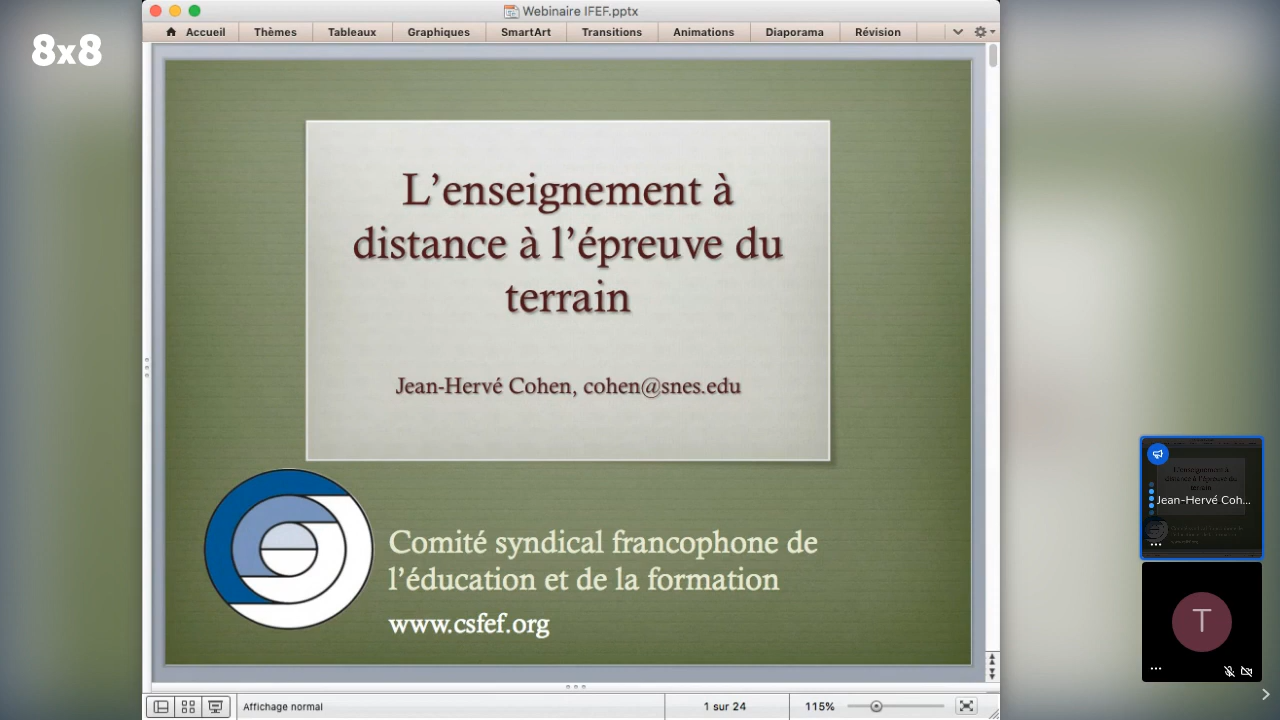 Webinaire IFEF.pptx
8x8
Accueil Thèmes Tableaux Graphiques SmartArt Transitions Animations Diaporama Révision
L’enseignement à
distance à l’épreuve du
terrain
Jean-Hervé Cohen, cohen@snes.edu
Comité syndical francophone de
l’éducation et de la formation
www.csfef.org
Jean-Hervé Coh...
T
Affichage normal 1 sur 24 115%